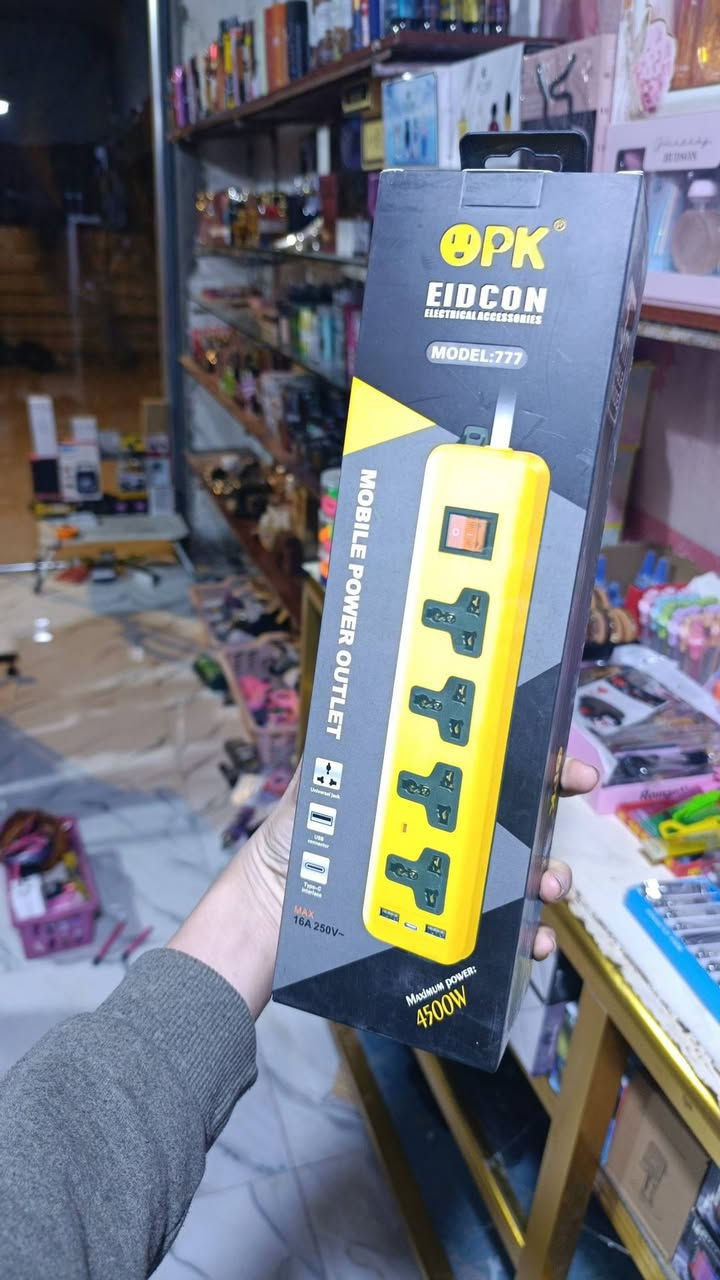 OPK®
EIDCON
ELECTRICAL ACCESSORIES
MODEL:777
MOBILE POWER OUTLET
Universal jack
USB
connector
Type-C
interface
MAX
16A 250V~
MAXIMUM POWER:
4500W
HUDSON